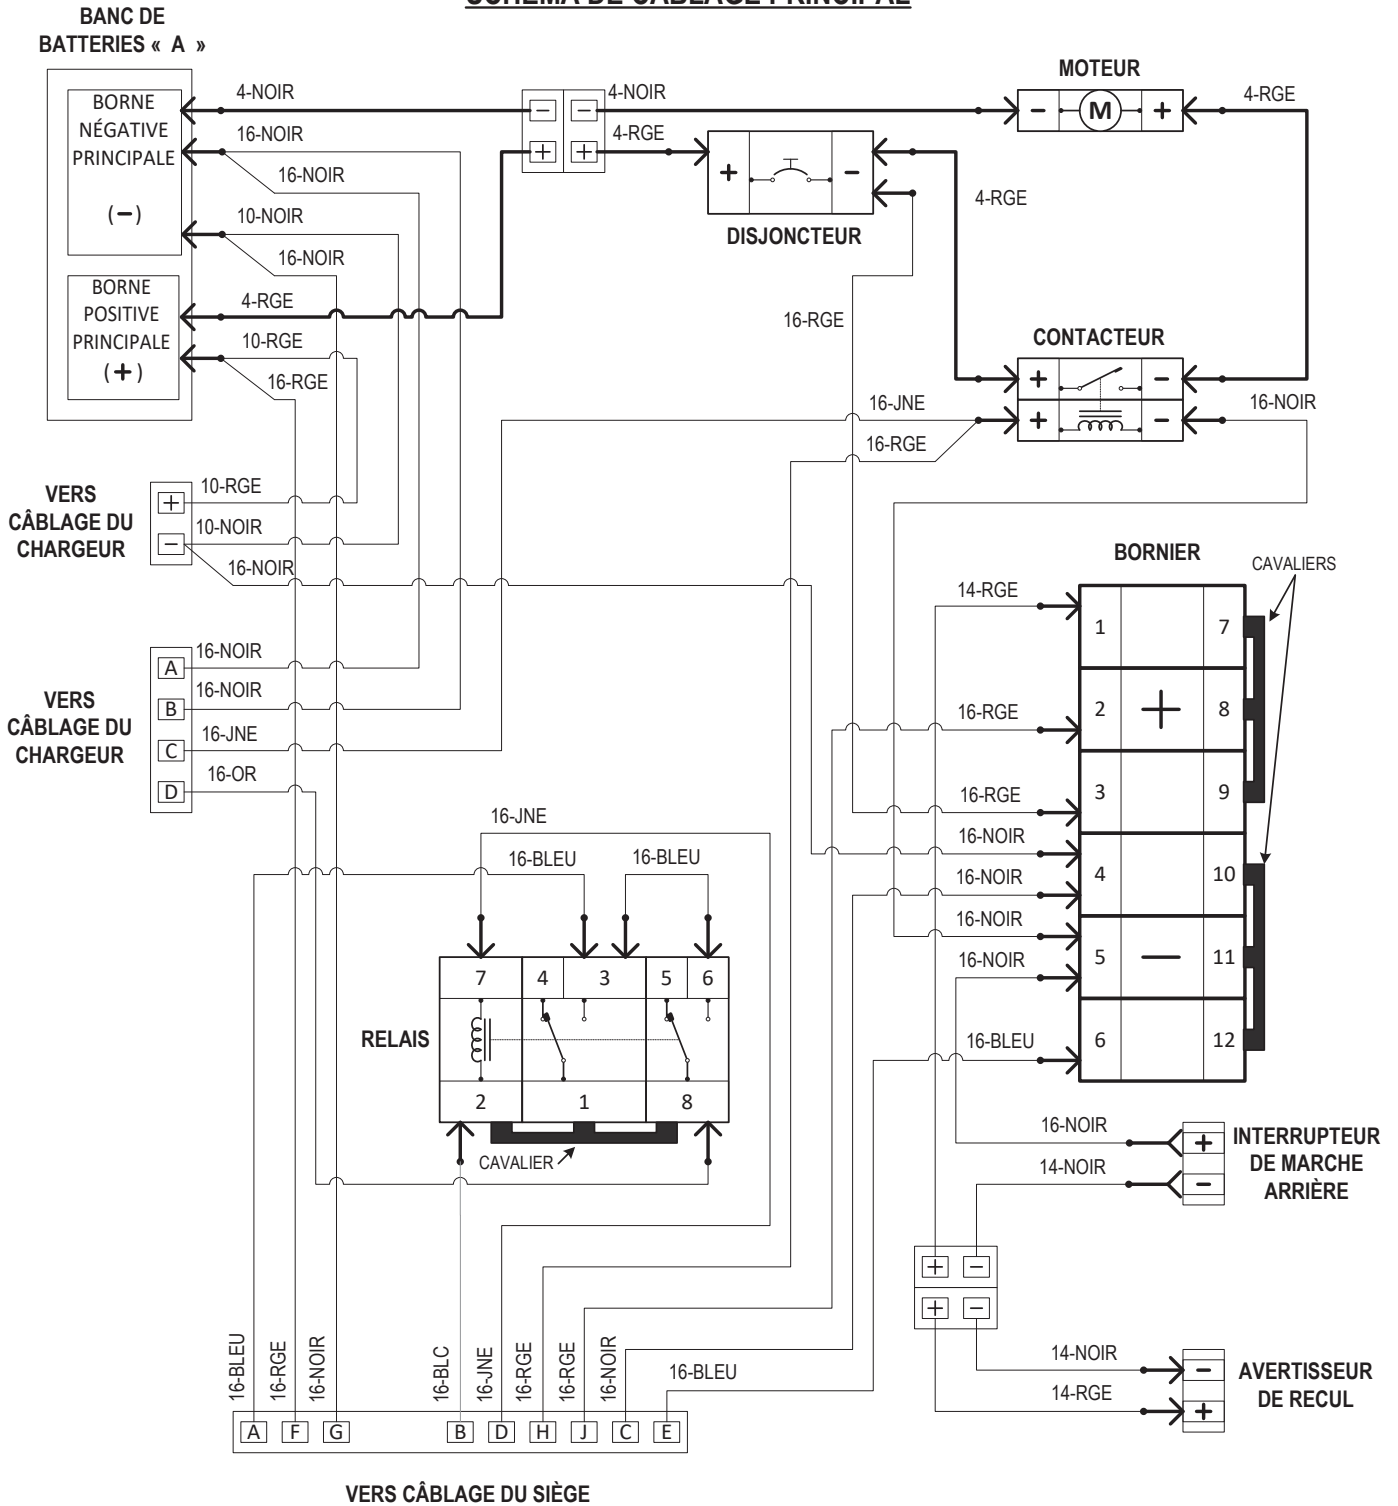 SCHÉMA DE CÂBLAGE PRINCIPAL
BANC DE
BATTERIES « A »
BORNE
NÉGATIVE
PRINCIPALE
(−)
BORNE
POSITIVE
PRINCIPALE
(+)
4-NOIR
16-NOIR
16-NOIR
10-NOIR
16-NOIR
4-RGE
10-RGE
16-RGE
−
−
+
+
4-NOIR
4-RGE
MOTEUR
−
M
+
4-RGE
+
−
DISJONCTEUR
4-RGE
16-RGE
CONTACTEUR
+
−
+
−
16-JNE
16-RGE
16-NOIR
VERS
CÂBLAGE DU
CHARGEUR
+
−
10-RGE
10-NOIR
16-NOIR
VERS
CÂBLAGE DU
CHARGEUR
A
B
C
D
16-NOIR
16-NOIR
16-JNE
16-OR
BORNIER
CAVALIERS
14-RGE
16-RGE
16-RGE
16-NOIR
16-NOIR
16-NOIR
16-NOIR
16-BLEU
1
7
2
+
8
3
9
4
10
5
—
11
6
12
16-JNE
16-BLEU
16-BLEU
RELAIS
7
4
3
5
6
2
1
8
CAVALIER
16-NOIR
14-NOIR
+
−
INTERRUPTEUR
DE MARCHE
ARRIÈRE
+
−
+
−
14-NOIR
14-RGE
−
+
AVERTISSEUR
DE RECUL
16-BLEU
16-RGE
16-NOIR
16-BLC
16-JNE
16-RGE
16-RGE
16-NOIR
16-BLEU
A
F
G
B
D
H
J
C
E
VERS CÂBLAGE DU SIÈGE